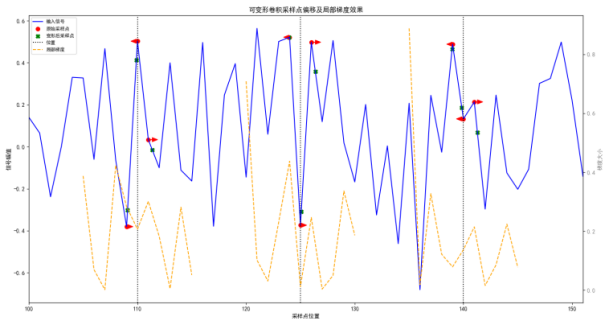 可变形卷积采样点偏移及局部梯度效果
输入信号
原始采样点
变形后采样点
位置
局部梯度
信号幅值
0.6
0.4
0.2
0.0
-0.2
-0.4
-0.6
梯度大小
0.8
0.6
0.4
0.2
0.0
100
110
120
130
140
150
采样点位置